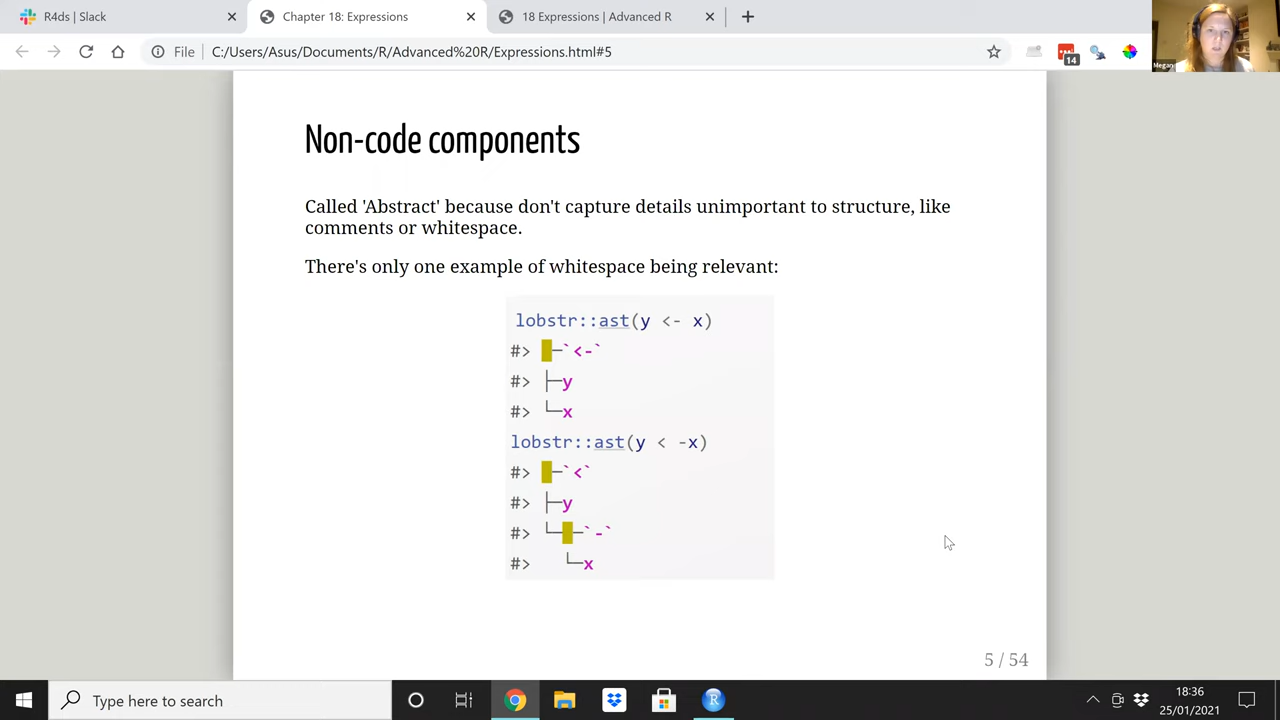 R4ds | Slack
Chapter 18: Expressions
18 Expressions | Advanced R
File
C:/Users/Asus/Documents/R/Advanced%20R/Expressions.html#5
14
Megan
Non-code components
Called 'Abstract' because don't capture details unimportant to structure, like
comments or whitespace.
There's only one example of whitespace being relevant:
lobstr::ast(y <- x)
#> █─`<-`
#> ├─y
#> └─x
lobstr::ast(y < -x)
#> █─`<`
#> ├─y
#> └─█─`-`
#>   └─x
5 / 54
Type here to search
18:36
25/01/2021